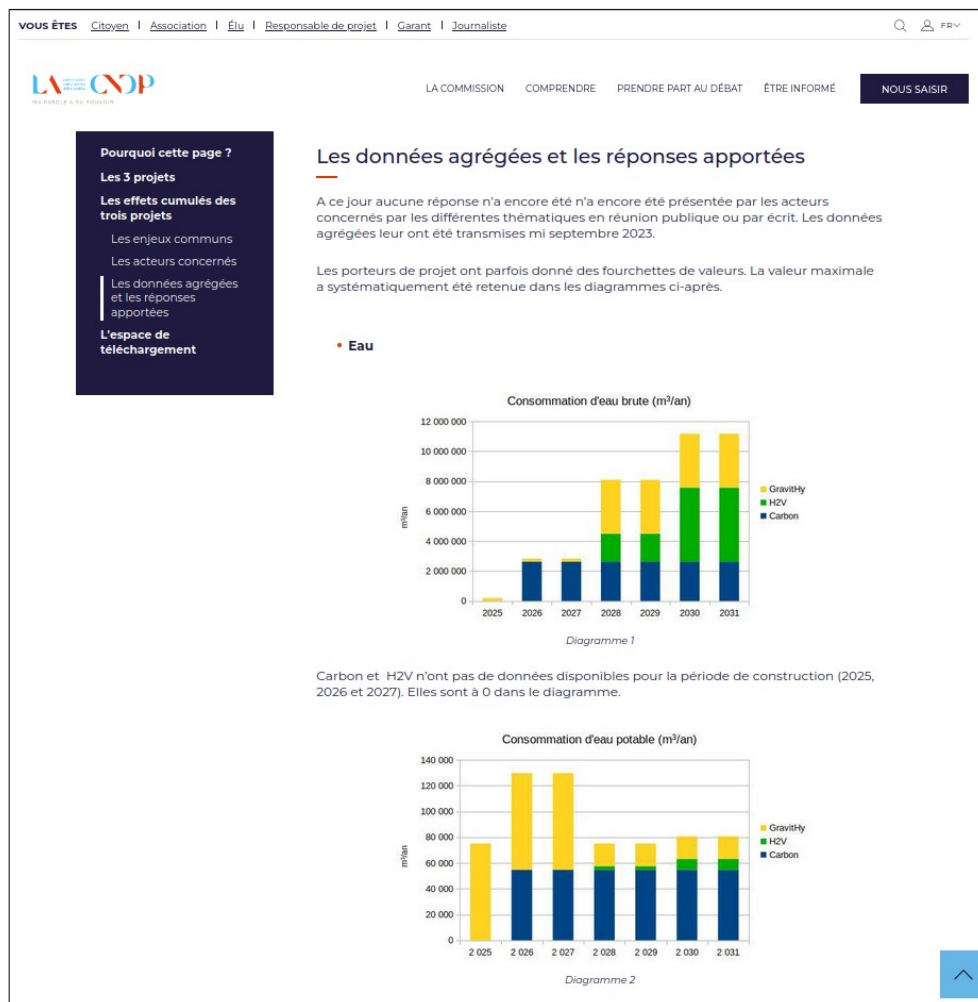 VOUS ÊTES Citoyen I Association I Élu I Responsable de projet I Garant I Journaliste FR
LA CNDP
MA PAROLE A DU POUVOIR
LA COMMISSION COMPRENDRE PRENDRE PART AU DÉBAT ÊTRE INFORMÉ NOUS SAISIR
Pourquoi cette page ?
Les 3 projets
Les effets cumulés des
trois projets
Les enjeux communs
Les acteurs concernés
Les données agrégées
et les réponses
apportées
L'espace de
téléchargement
Les données agrégées et les réponses apportées
A ce jour aucune réponse n'a encore été n'a encore été présentée par les acteurs
concernés par les différentes thématiques en réunion publique ou par écrit. Les données
agrégées leur ont été transmises mi septembre 2023.
Les porteurs de projet ont parfois donné des fourchettes de valeurs. La valeur maximale
a systématiquement été retenue dans les diagrammes ci-après.
• Eau
Consommation d'eau brute (m³/an)
12 000 000
10 000 000
8 000 000
6 000 000
4 000 000
2 000 000
0
m³/an
2025 2026 2027 2028 2029 2030 2031
GravitHy
H2V
Carbon
Diagramme 1
Carbon et H2V n'ont pas de données disponibles pour la période de construction (2025,
2026 et 2027). Elles sont à 0 dans le diagramme.
Consommation d'eau potable (m³/an)
140 000
120 000
100 000
80 000
60 000
40 000
20 000
0
m³/an
2 025 2 026 2 027 2 028 2 029 2 030 2 031
GravitHy
H2V
Carbon
Diagramme 2